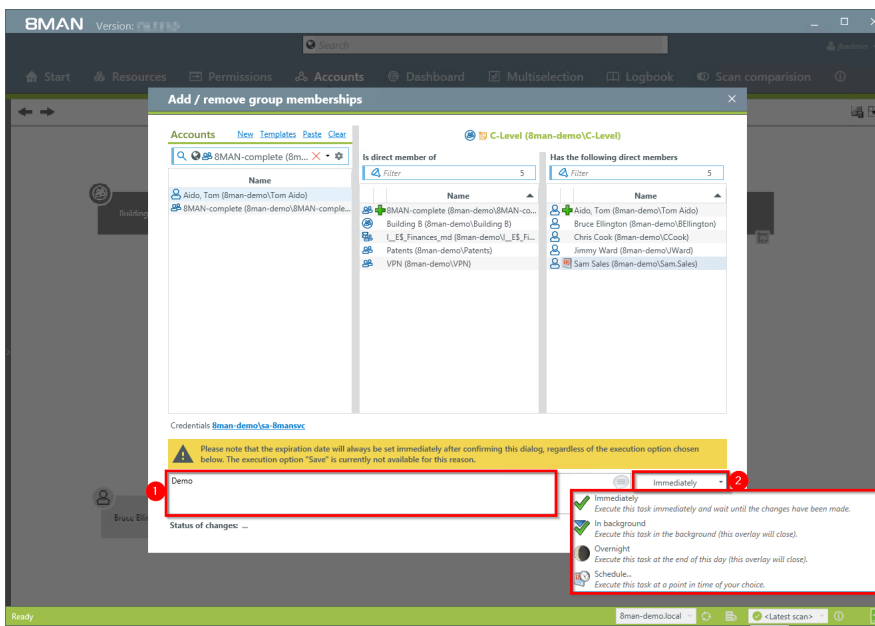 8MAN Version:
Search
jbadmin
Start Resources Permissions Accounts Dashboard Multiselection Logbook Scan comparision
Add / remove group memberships
Accounts New Templates Paste Clear
C-Level (8man-demo\C-Level)
8MAN-complete (8m...
Is direct member of
Has the following direct members
Filter 5
Filter 5
Name
Aido, Tom (8man-demo\Tom Aido)
8MAN-complete (8man-demo\8MAN-comple...
Name
8MAN-complete (8man-demo\8MAN-co...
Building B (8man-demo\Building B)
l__E$_Finances_md (8man-demo\l__E$_Fi...
Patents (8man-demo\Patents)
VPN (8man-demo\VPN)
Name
Aido, Tom (8man-demo\Tom Aido)
Bruce Ellington (8man-demo\BEllington)
Chris Cook (8man-demo\CCook)
Jimmy Ward (8man-demo\JWard)
Sam Sales (8man-demo\Sam.Sales)
Building
Credentials 8man-demo\sa-8mansvc
Please note that the expiration date will always be set immediately after confirming this dialog, regardless of the execution option chosen
below. The execution option "Save" is currently not available for this reason.
1
Demo
2
Immediately
Bruce Elli
Status of changes: ...
Immediately
Execute this task immediately and wait until the changes have been made.
In background
Execute this task in the background (this overlay will close).
Overnight
Execute this task at the end of this day (this overlay will close).
Schedule...
Execute this task at a point in time of your choice.
Ready
8man-demo.local
<Latest scan>